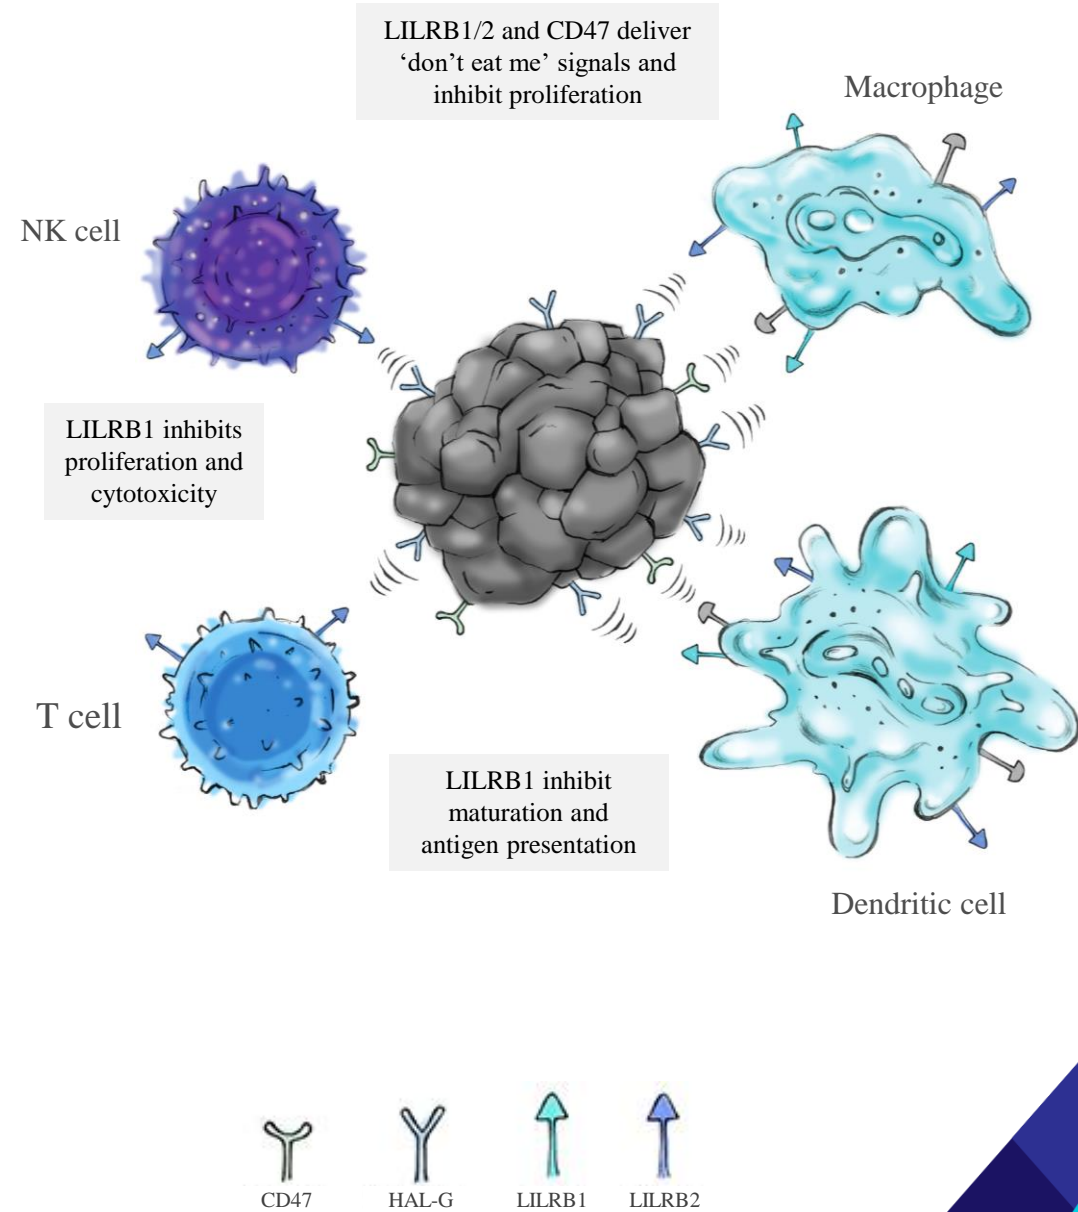 LILRB1/2 and CD47 deliver
‘don’t eat me’ signals and
inhibit proliferation
Macrophage
NK cell
LILRB1 inhibits
proliferation and
cytotoxicity
T cell
LILRB1 inhibit
maturation and
antigen presentation
Dendritic cell
CD47
HAL-G
LILRB1
LILRB2